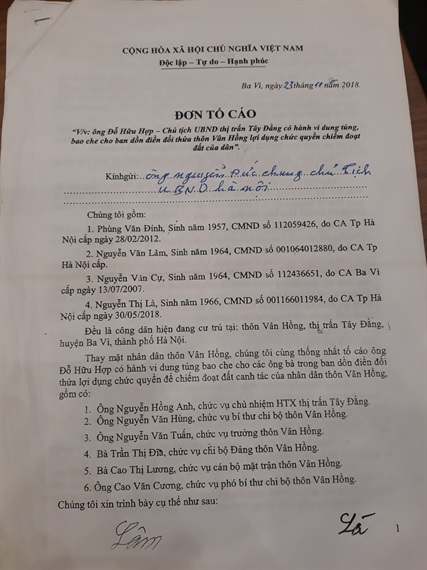 CỘNG HÒA XÃ HỘI CHỦ NGHĨA VIỆT NAM
Độc lập – Tự do – Hạnh phúc
Ba Vì, ngày 23 tháng 11 năm 2018.
ĐƠN TỐ CÁO
"V/v: ông Đỗ Hữu Hợp – Chủ tịch UBND thị trấn Tây Đằng có hành vi dung túng,
bao che cho ban dồn điền đổi thửa thôn Vân Hồng lợi dụng chức quyền chiếm đoạt
đất của dân".
Kính gửi: ông nguyễn Đức chung chủ tịch
UBND hà nội
Chúng tôi gồm:
1. Phùng Văn Đính, Sinh năm 1957, CMND số 112059426, do CA Tp Hà
Nội cấp ngày 28/02/2012.
2. Nguyễn Văn Lâm, Sinh năm 1964, CMND số 001064012880, do CA Tp
Hà Nội cấp.
3. Nguyễn Văn Cự, Sinh năm 1964, CMND số 112436651, do CA Ba Vì
cấp ngày 13/07/2007.
4. Nguyễn Thị Lả, Sinh năm 1966, CMND số 001166011984, do CA Tp Hà
Nội cấp ngày 30/05/2018.
Đều là công dân hiện đang cư trú tại: thôn Vân Hồng, thị trấn Tây Đằng,
huyện Ba Vì, thành phố Hà Nội.
Thay mặt nhân dân thôn Vân Hồng, chúng tôi cùng thống nhất tố cáo ông
Đỗ Hữu Hợp có hành vi dung túng bao che cho các ông bà trong ban dồn điền đổi
thửa lợi dụng chức quyền để chiếm đoạt đất canh tác của nhân dân thôn Vân Hồng,
gồm có:
1. Ông Nguyễn Hồng Anh, chức vụ chủ nhiệm HTX thị trấn Tây Đằng.
2. Ông Nguyễn Văn Hùng, chức vụ bí thư chi bộ thôn Vân Hồng.
3. Ông Nguyễn Văn Tuấn, chức vụ trưởng thôn Vân Hồng.
4. Bà Trần Thị Đĩa, chức vụ chi bộ Đảng thôn Vân Hồng.
5. Bà Cao Thị Lương, chức vụ cán bộ mặt trận thôn Vân Hồng.
6. Ông Cao Văn Cương, chức vụ phó bí thư chi bộ thôn Vân Hồng.
Chúng tôi xin trình bày cụ thể như sau:
Lâm
Lả
1